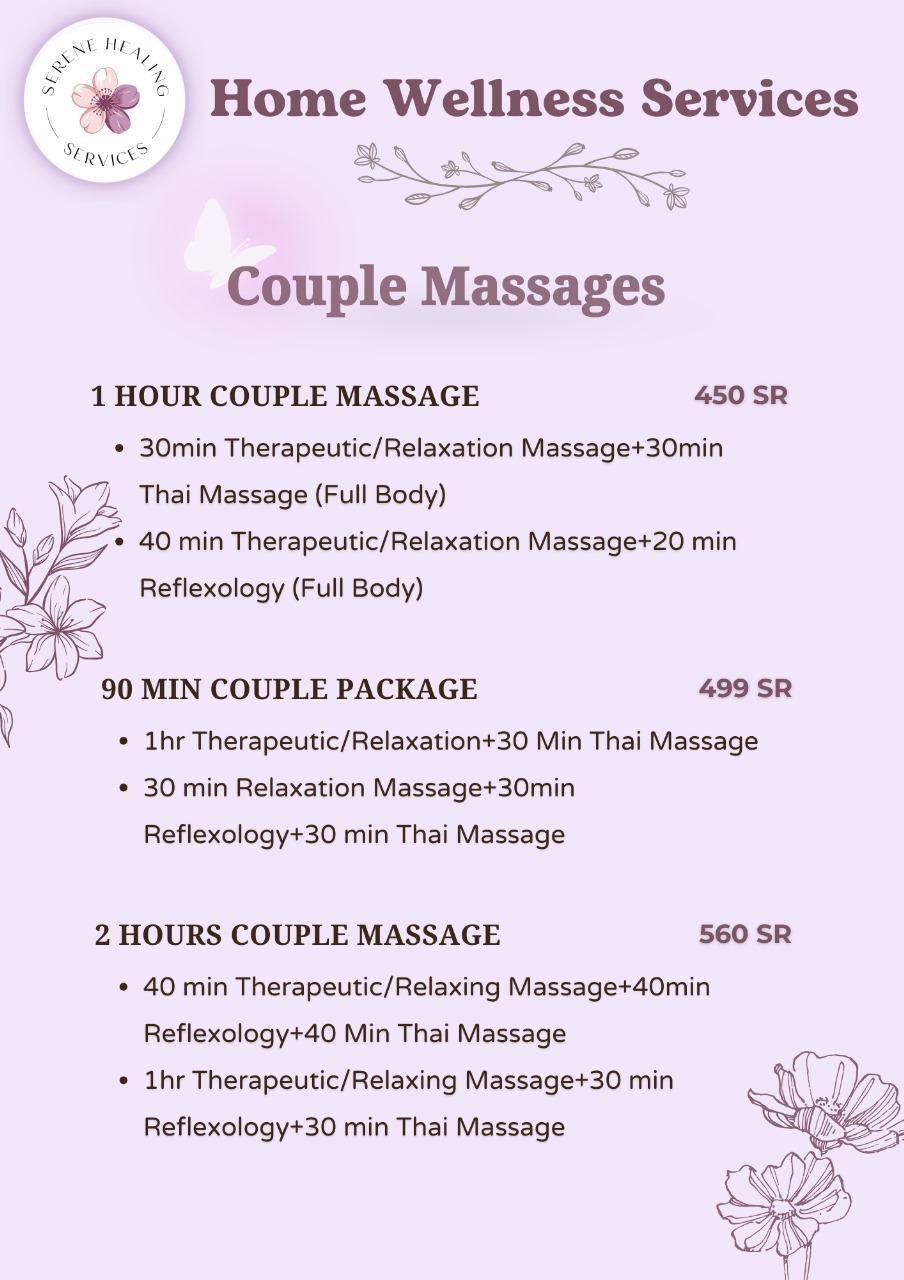 SERENE HEALING
SERVICES
Home Wellness Services
Couple Massages
1 HOUR COUPLE MASSAGE 450 SR
• 30min Therapeutic/Relaxation Massage+30min
Thai Massage (Full Body)
• 40 min Therapeutic/Relaxation Massage+20 min
Reflexology (Full Body)
90 MIN COUPLE PACKAGE 499 SR
• 1hr Therapeutic/Relaxation+30 Min Thai Massage
• 30 min Relaxation Massage+30min
Reflexology+30 min Thai Massage
2 HOURS COUPLE MASSAGE 560 SR
• 40 min Therapeutic/Relaxing Massage+40min
Reflexology+40 Min Thai Massage
• 1hr Therapeutic/Relaxing Massage+30 min
Reflexology+30 min Thai Massage